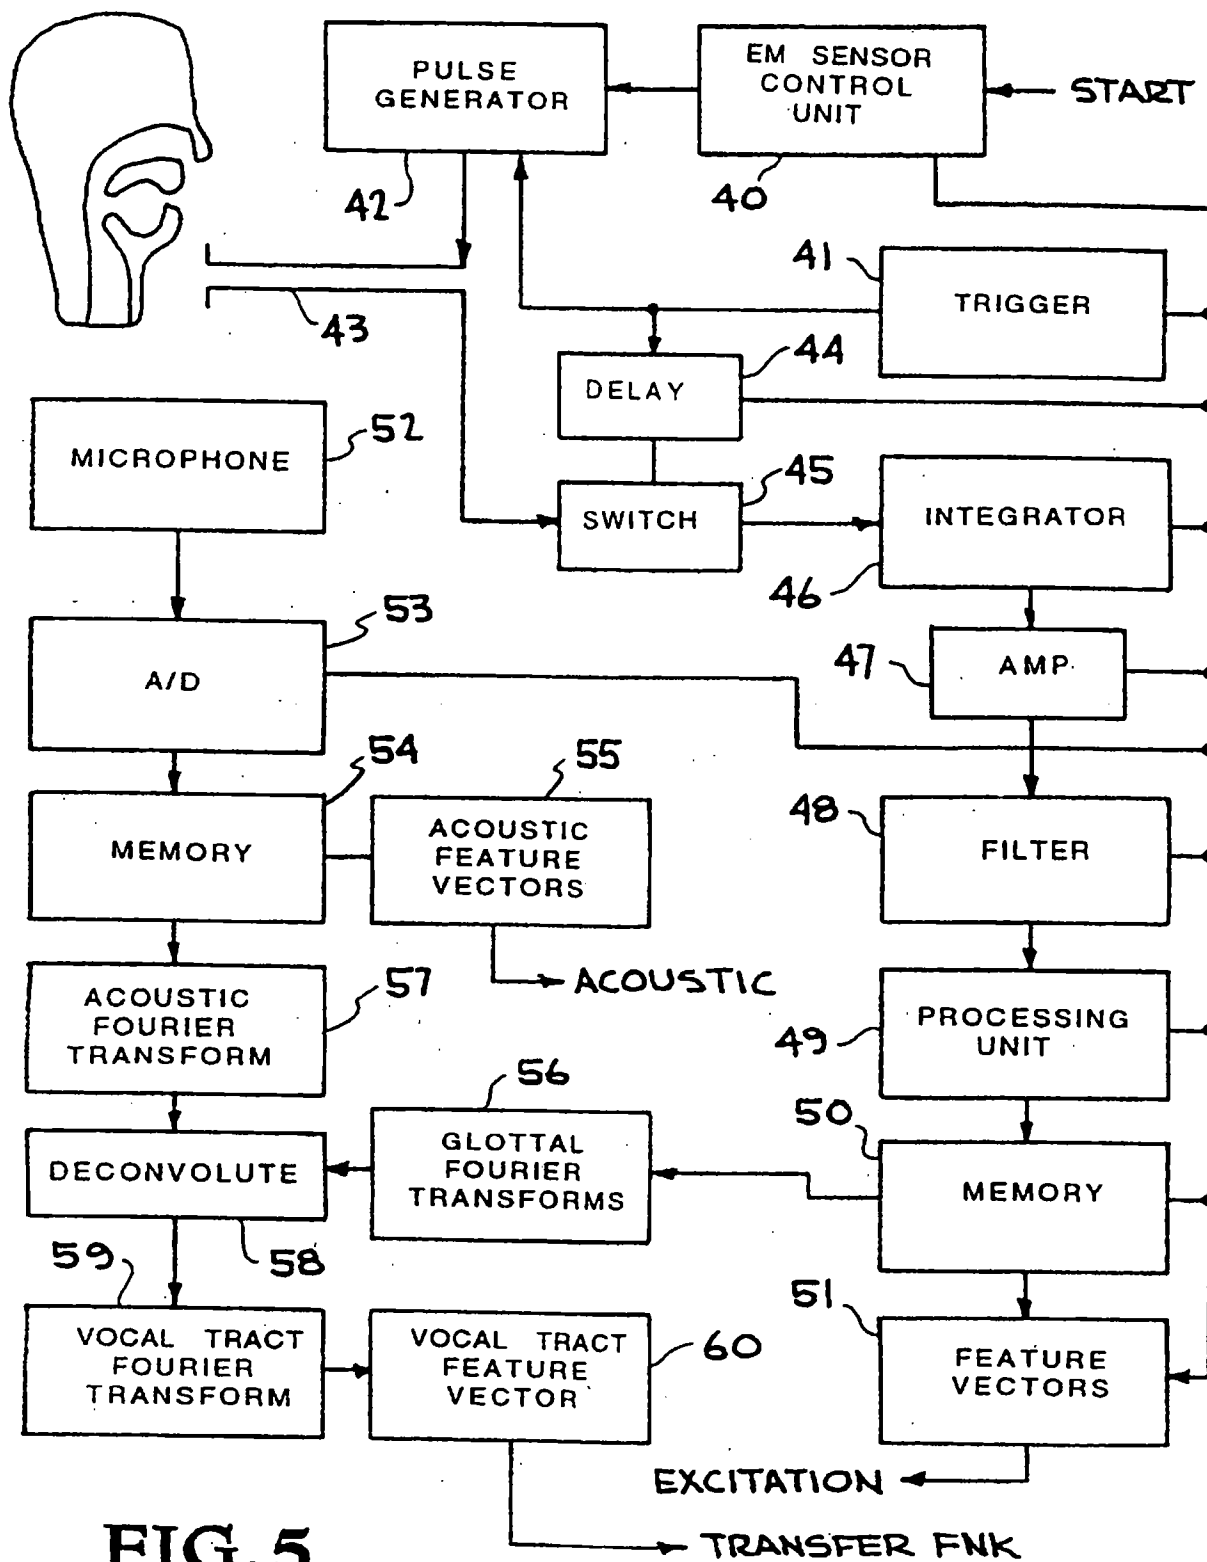 PULSE
GENERATOR
EM SENSOR
CONTROL
UNIT
START
42
40
41
TRIGGER
43
44
DELAY
MICROPHONE
52
45
SWITCH
INTEGRATOR
46
53
A/D
47
AMP
54
MEMORY
55
ACOUSTIC
FEATURE
VECTORS
48
FILTER
ACOUSTIC
ACOUSTIC
FOURIER
TRANSFORM
57
PROCESSING
UNIT
49
56
GLOTTAL
FOURIER
TRANSFORMS
50
MEMORY
DECONVOLUTE
58
59
VOCAL TRACT
FOURIER
TRANSFORM
VOCAL TRACT
FEATURE
VECTOR
60
51
FEATURE
VECTORS
EXCITATION
TRANSFER FNK
FIG. 5